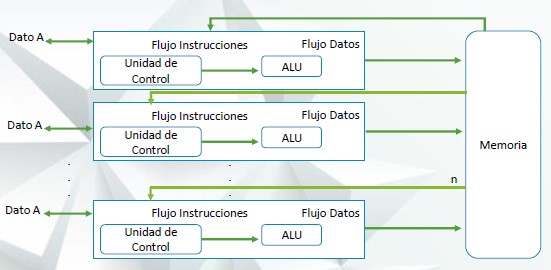 Dato A
Flujo Instrucciones
Flujo Datos
Unidad de
Control
ALU
Dato A
Flujo Instrucciones
Flujo Datos
Unidad de
Control
ALU
Memoria
.
.
.
.
.
.
n
Dato A
Flujo Instrucciones
Flujo Datos
Unidad de
Control
ALU